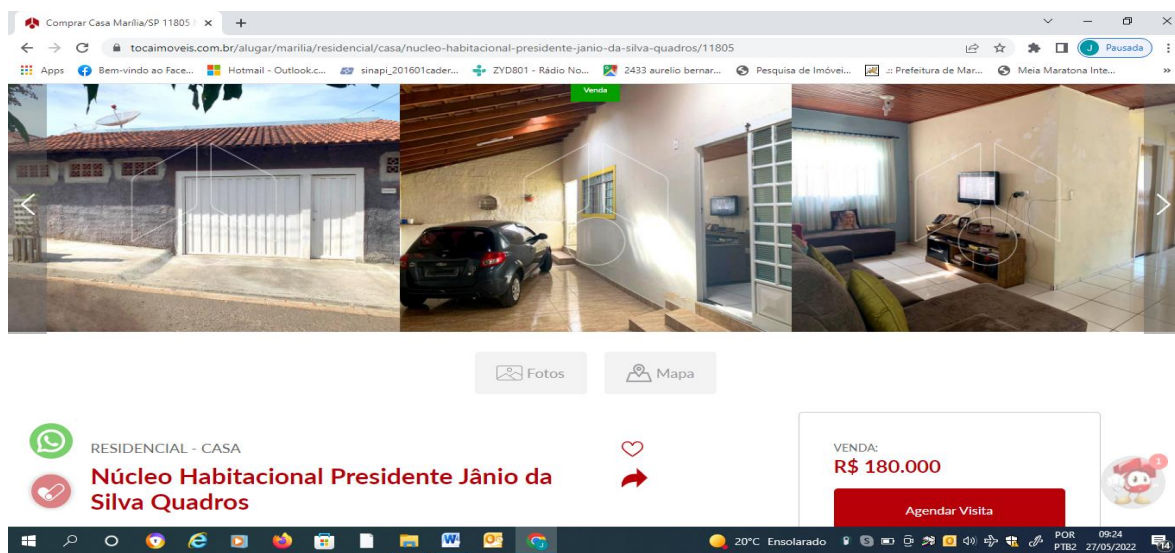 Comprar Casa Marília/SP 11805
tocaimoveis.com.br/alugar/marilia/residencial/casa/nucleo-habitacional-presidente-janio-da-silva-quadros/11805
J Pausada
Apps Bem-vindo ao Face... Hotmail - Outlook.c... sinapi_201601cader... ZYD801 - Rádio No... 2433 aurelio bernar... Pesquisa de Imóvei... .:: Prefeitura de Mar... Meia Maratona Inte... »
Venda
Fotos Mapa
RESIDENCIAL - CASA
Núcleo Habitacional Presidente Jânio da
Silva Quadros
VENDA:
R$ 180.000
Agendar Visita
1
20°C Ensolarado
POR 09:24
PTB2 27/05/2022